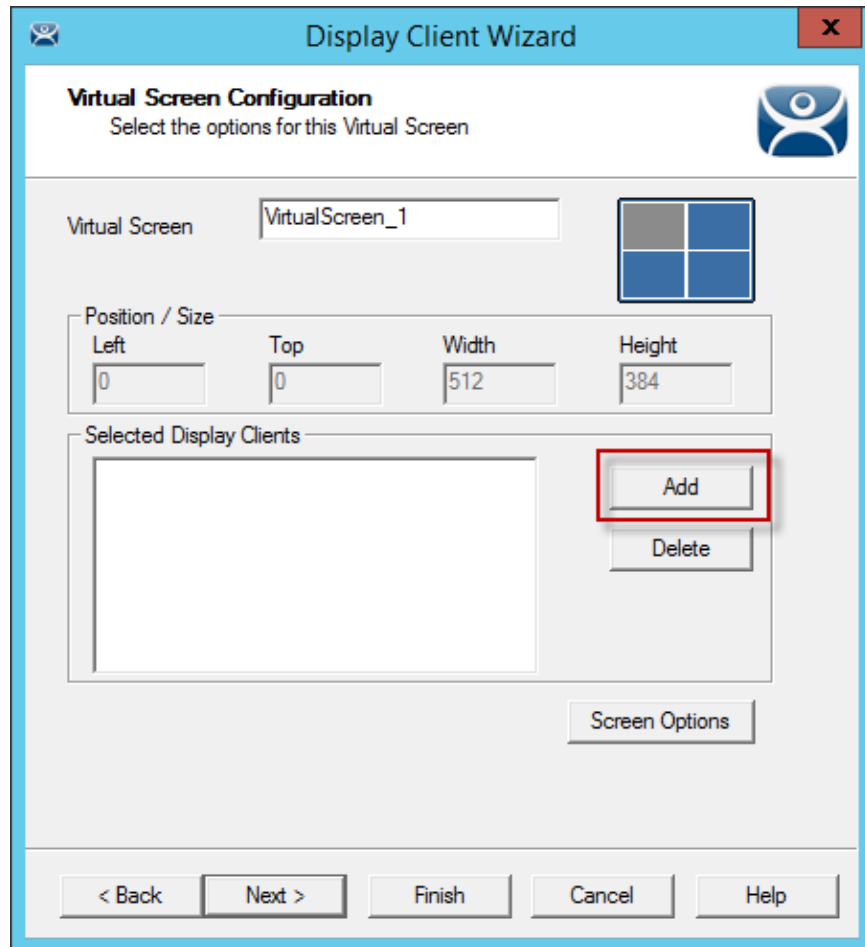 Display Client Wizard
x
Virtual Screen Configuration
Select the options for this Virtual Screen
Virtual Screen
VirtualScreen_1
Position / Size
Left Top Width Height
0 0 512 384
Selected Display Clients
Add
Delete
Screen Options
< Back Next > Finish Cancel Help